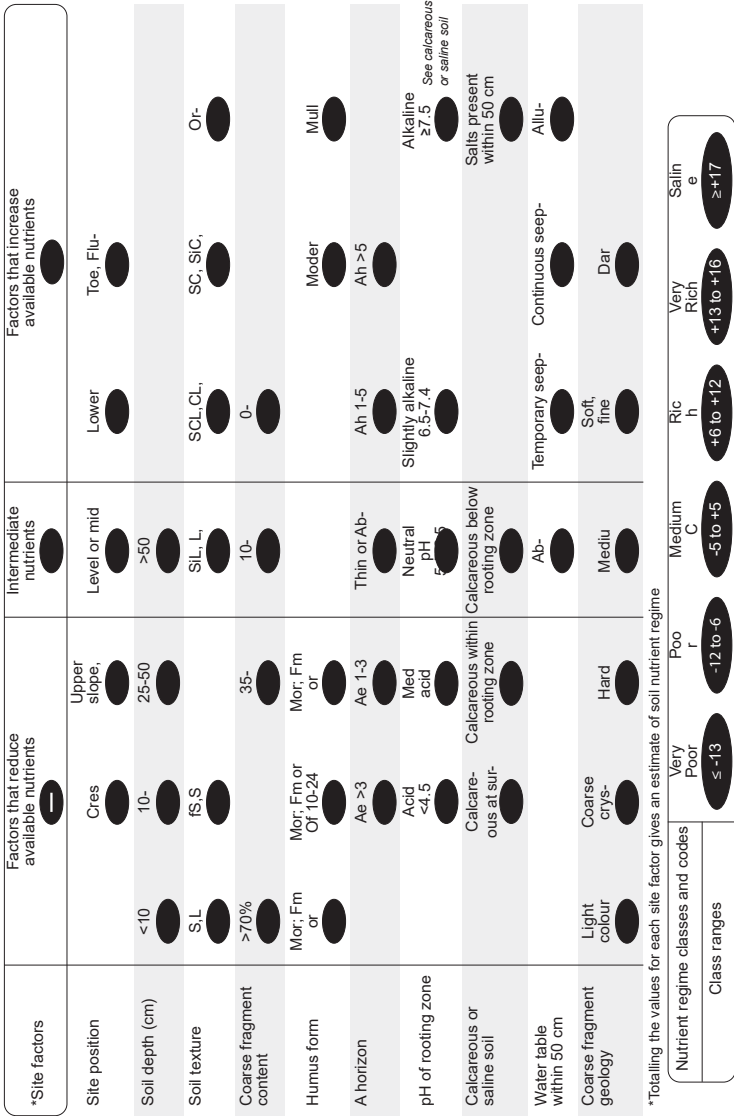 *Site factors
Factors that reduce
available nutrients
–
Intermediate
nutrients
Factors that increase
available nutrients
Site position
Cres
Upper
slope,
Level or mid
Lower
Toe, Flu-
Soil depth (cm)
<10
10-
25-50
>50
Soil texture
S,L
fS,S
SiL, L,
SCL,CL,
SC, SiC,
Or-
Coarse fragment
content
>70%
35-
10-
0-
Humus form
Mor; Fm
or
Mor; Fm or
Of 10-24
Mor; Fm
or
Moder
Mull
A horizon
Ae >3
Ae 1-3
Thin or Ab-
Ah 1-5
Ah >5
pH of rooting zone
Acid
<4.5
Med
acid
Neutral
pH
Slightly alkaline
6.5-7.4
Alkaline
≥7.5
See calcareous
or saline soil
Calcareous or
saline soil
Calcare-
ous at sur-
Calcareous within
rooting zone
Calcareous below
rooting zone
Salts present
within 50 cm
Water table
within 50 cm
Ab-
Temporary seep-
Continuous seep-
Allu-
Coarse fragment
geology
Light
colour
Coarse
crys-
Hard
Mediu
Soft,
fine
Dar
*Totalling the values for each site factor gives an estimate of soil nutrient regime
Nutrient regime classes and codes
Very
Poor
Poo
r
Medium
C
Ric
h
Very
Rich
Salin
e
Class ranges
≤ -13
-12 to -6
-5 to +5
+6 to +12
+13 to +16
≥+17